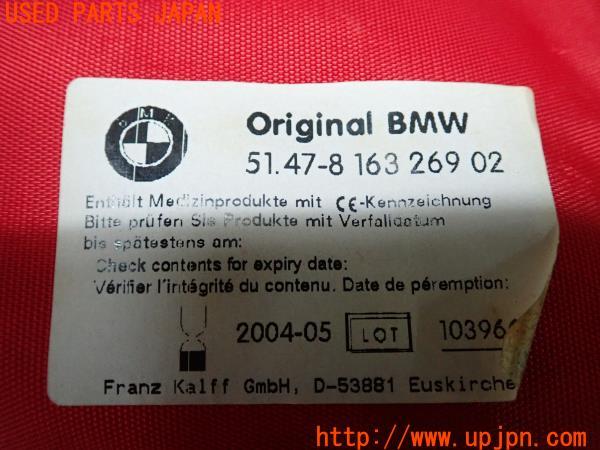 USED PARTS JAPAN
BMW
Original BMW
51.47-8 163 269 02
Enthält Medizinprodukte mit CE-Kennzeichnung
Bitte prüfen Sie Produkte mit Verfalldatum
bis spätestens am:
Check contents for expiry date:
Vérifier l'intégrité du contenu. Date de péremption:
2004-05 LOT
Franz Kalff GmbH, D-53881
http://www.upjpn.com/